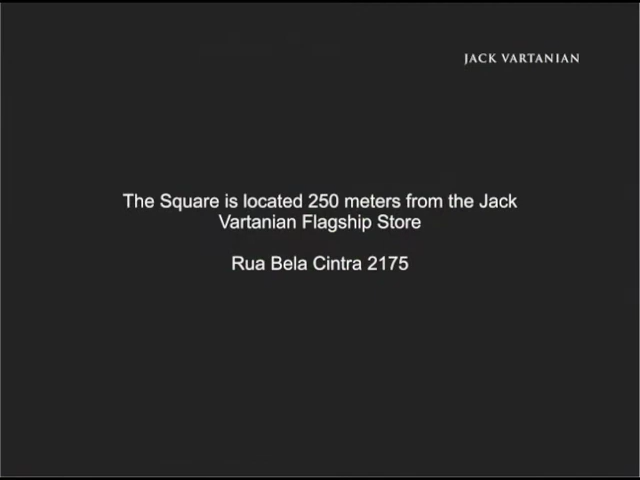 JACK VARTANIAN
The Square is located 250 meters from the Jack
Vartanian Flagship Store
Rua Bela Cintra 2175